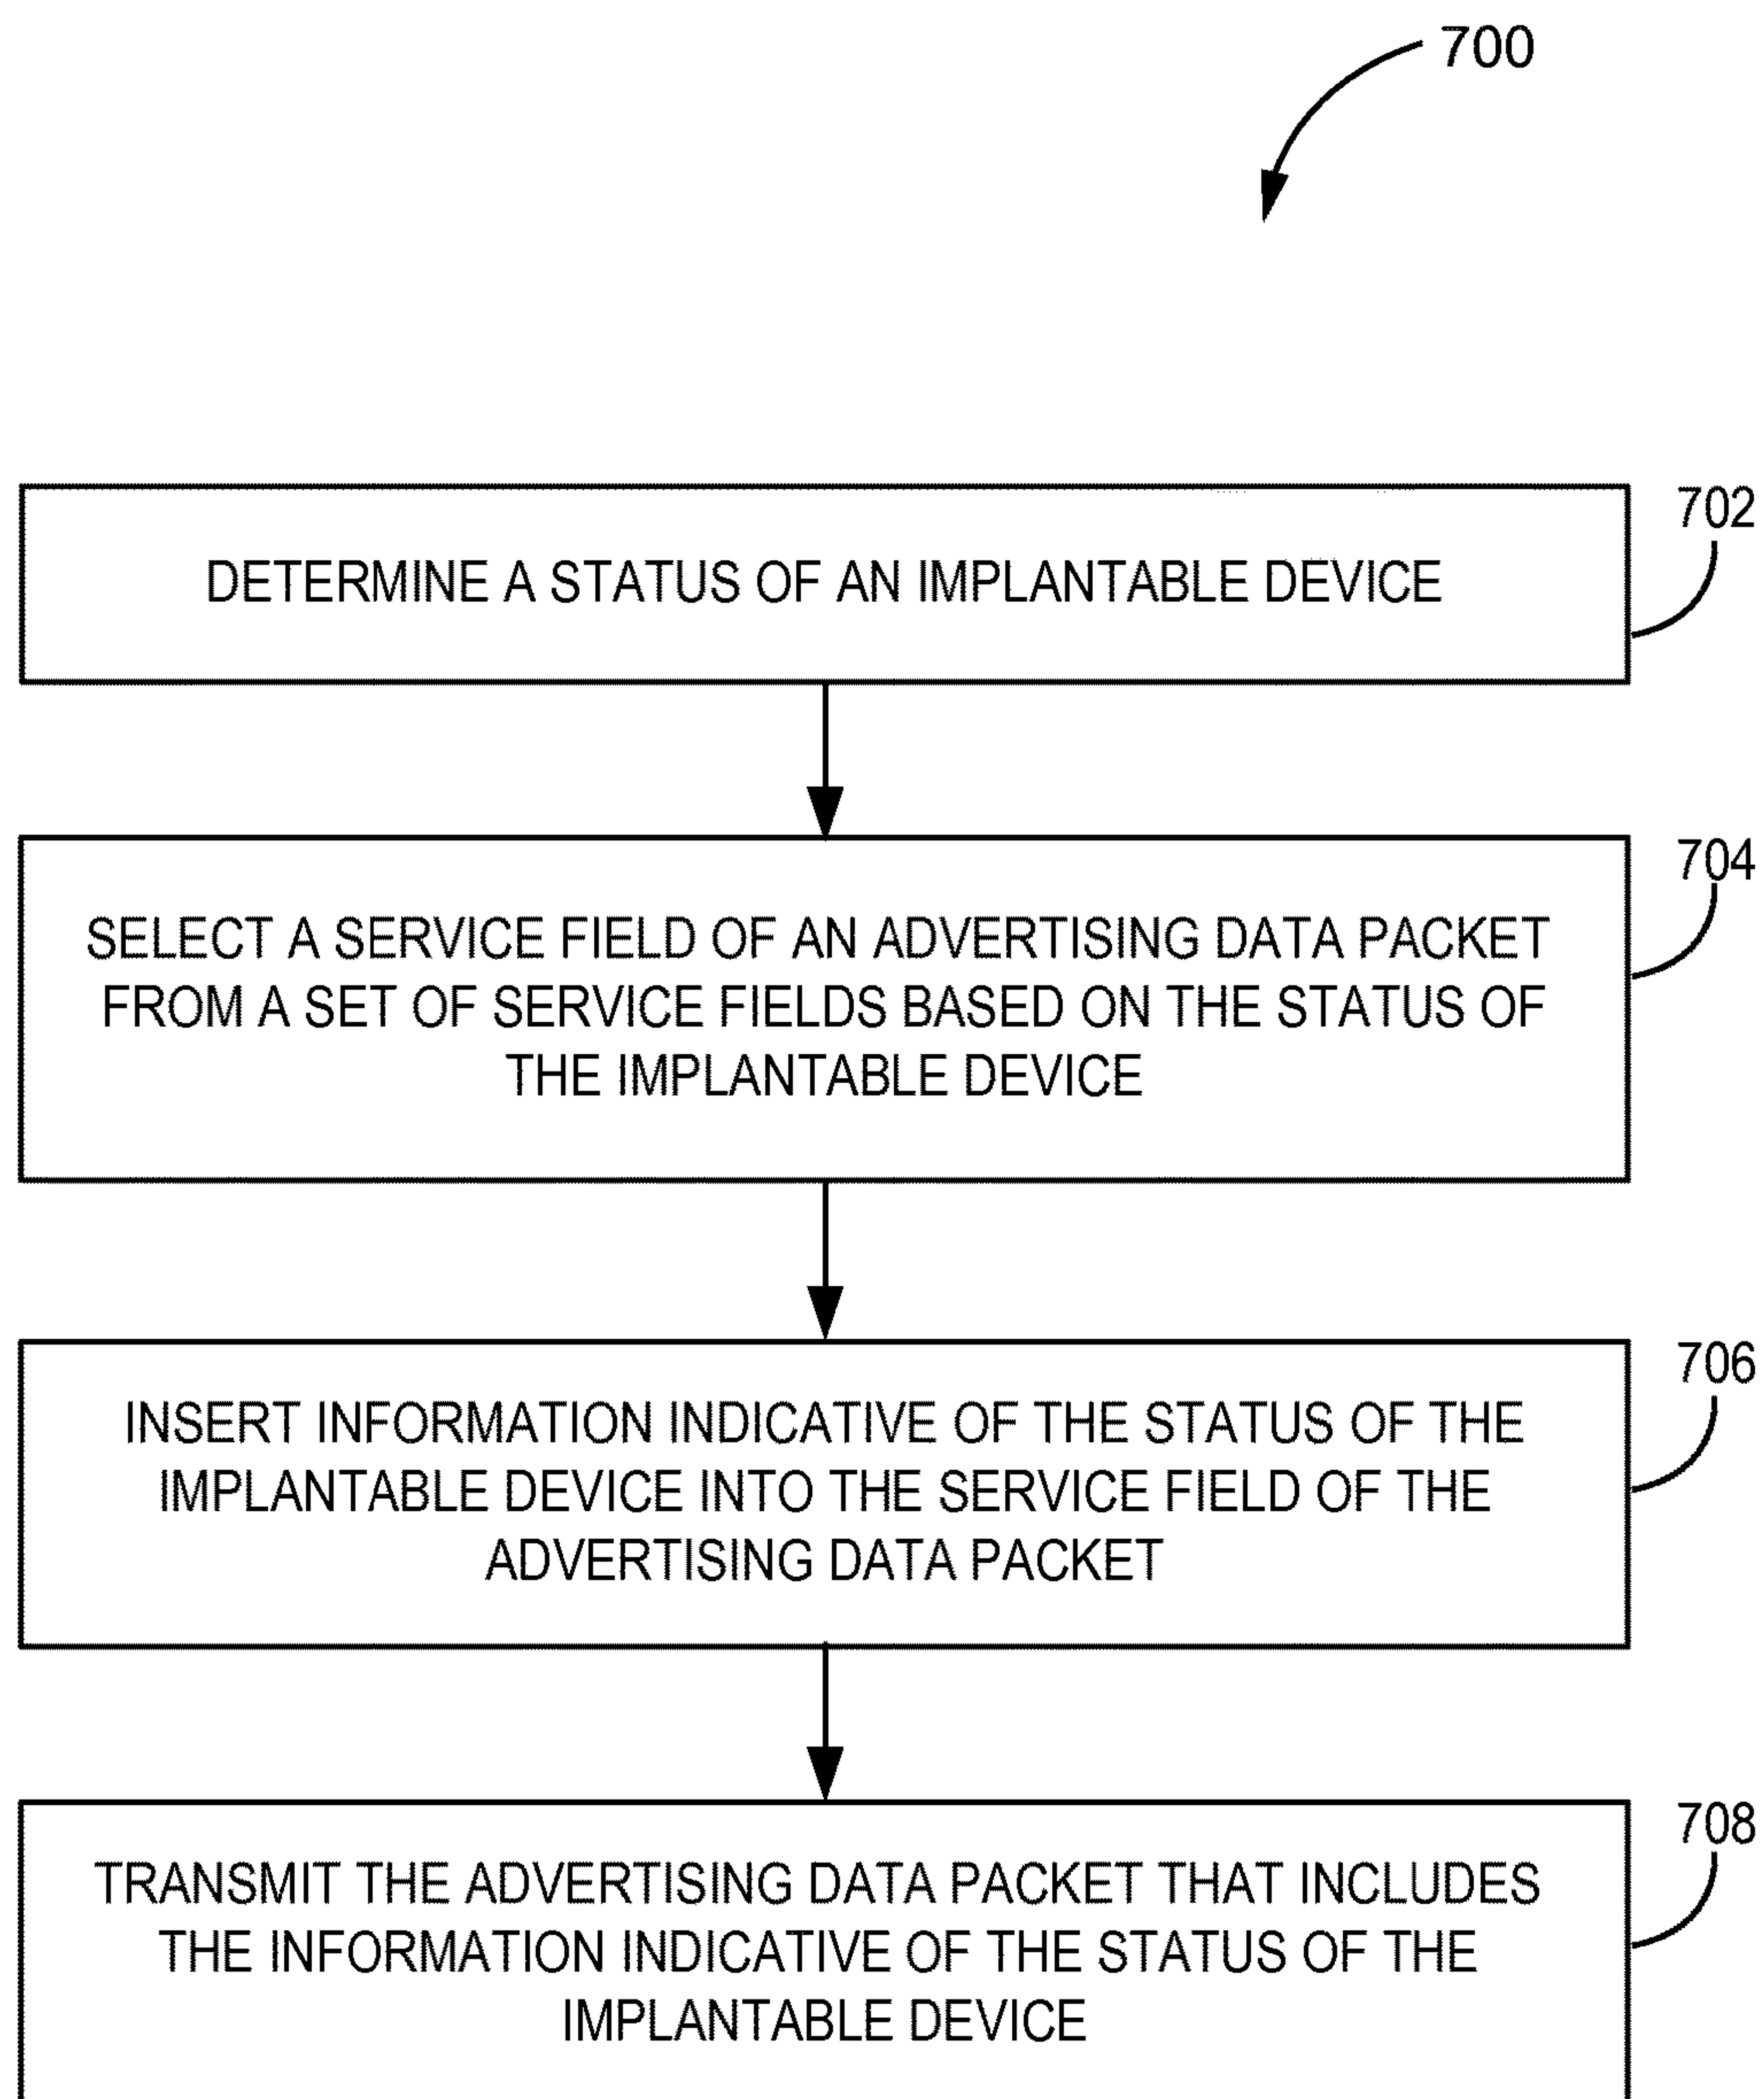 700
702
DETERMINE A STATUS OF AN IMPLANTABLE DEVICE
704
SELECT A SERVICE FIELD OF AN ADVERTISING DATA PACKET
FROM A SET OF SERVICE FIELDS BASED ON THE STATUS OF
THE IMPLANTABLE DEVICE
706
INSERT INFORMATION INDICATIVE OF THE STATUS OF THE
IMPLANTABLE DEVICE INTO THE SERVICE FIELD OF THE
ADVERTISING DATA PACKET
708
TRANSMIT THE ADVERTISING DATA PACKET THAT INCLUDES
THE INFORMATION INDICATIVE OF THE STATUS OF THE
IMPLANTABLE DEVICE